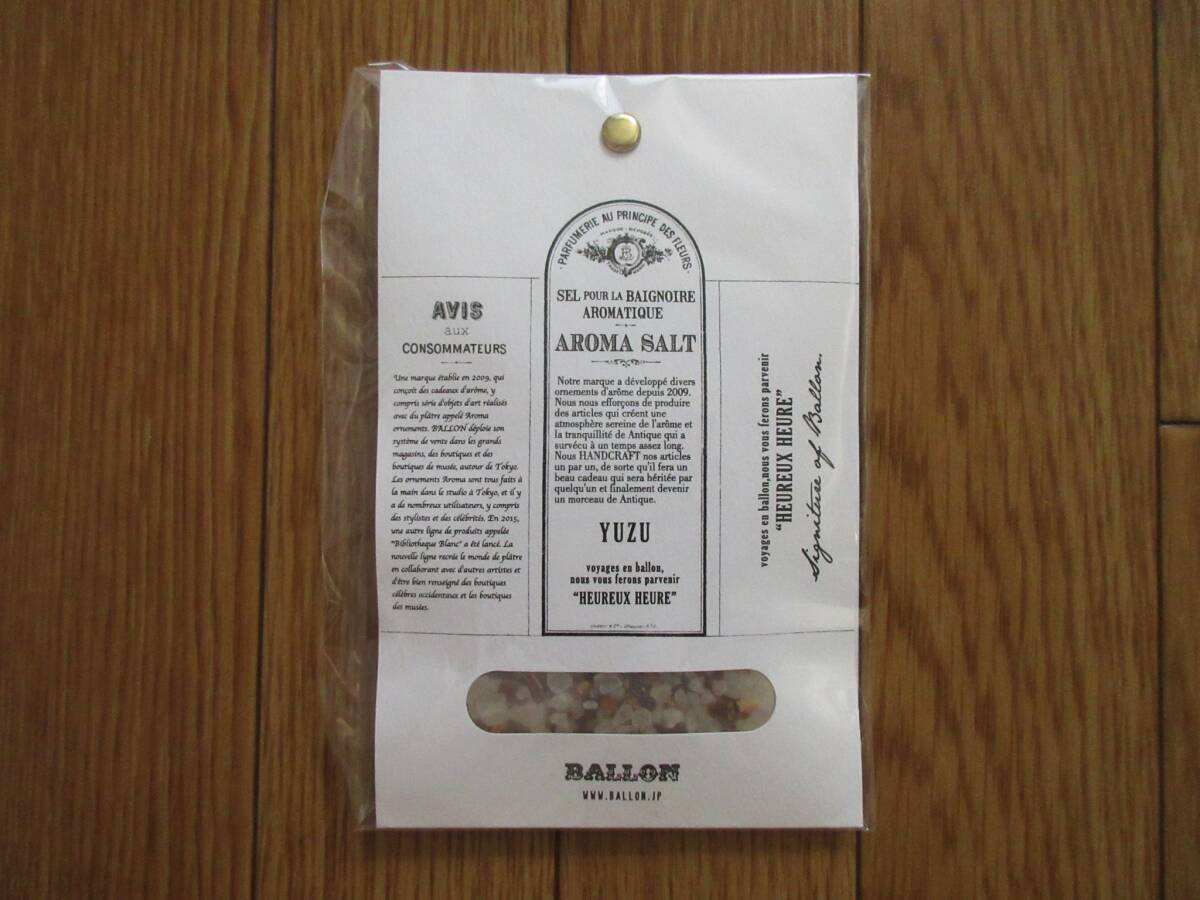 AVIS
aux
CONSOMMATEURS
Une marque établie en 2009, qui
conçoit des cadeaux d'arôme, y
compris série d'objets d'art réalisés
avec du plâtre appelé Aroma
ornements. BALLON déploie son
système de vente dans les grands
magasins, des boutiques et des
boutiques de musée, autour de Tokyo.
Les ornements Aroma sont tous faits à
la main dans le studio à Tokyo, et il y
a de nombreux utilisateurs, y compris
des stylistes et des célébrités. En 2015,
une autre ligne de produits appelée
"Bibliotheque Blanc" a été lancé. La
nouvelle ligne recrée le monde de plâtre
en collaborant avec d'autres artistes et
d'être bien renseigné des boutiques
célèbres occidentaux et les boutiques
des musées.
·PARFUMERIE AU PRINCIPE DES FLEURS·
MARQUE · DÉPOSÉE
SEL POUR LA BAIGNOIRE
AROMATIQUE
AROMA SALT
Notre marque a développé divers
ornements d'arôme depuis 2009.
Nous nous efforçons de produire
des articles qui créent une
atmosphère sereine de l'arôme et
la tranquillité de Antique qui a
survécu à un temps assez long.
Nous HANDCRAFT nos articles
un par un, de sorte qu'il fera un
beau cadeau qui sera héritée par
quelqu'un et finalement devenir
un morceau de Antique.
YUZU
voyages en ballon,
nous vous ferons parvenir
"HEUREUX HEURE"
voyages en ballon,nous vous ferons parvenir
"HEUREUX HEURE"
Signiture of Ballon.
BALLON
WWW.BALLON.JP